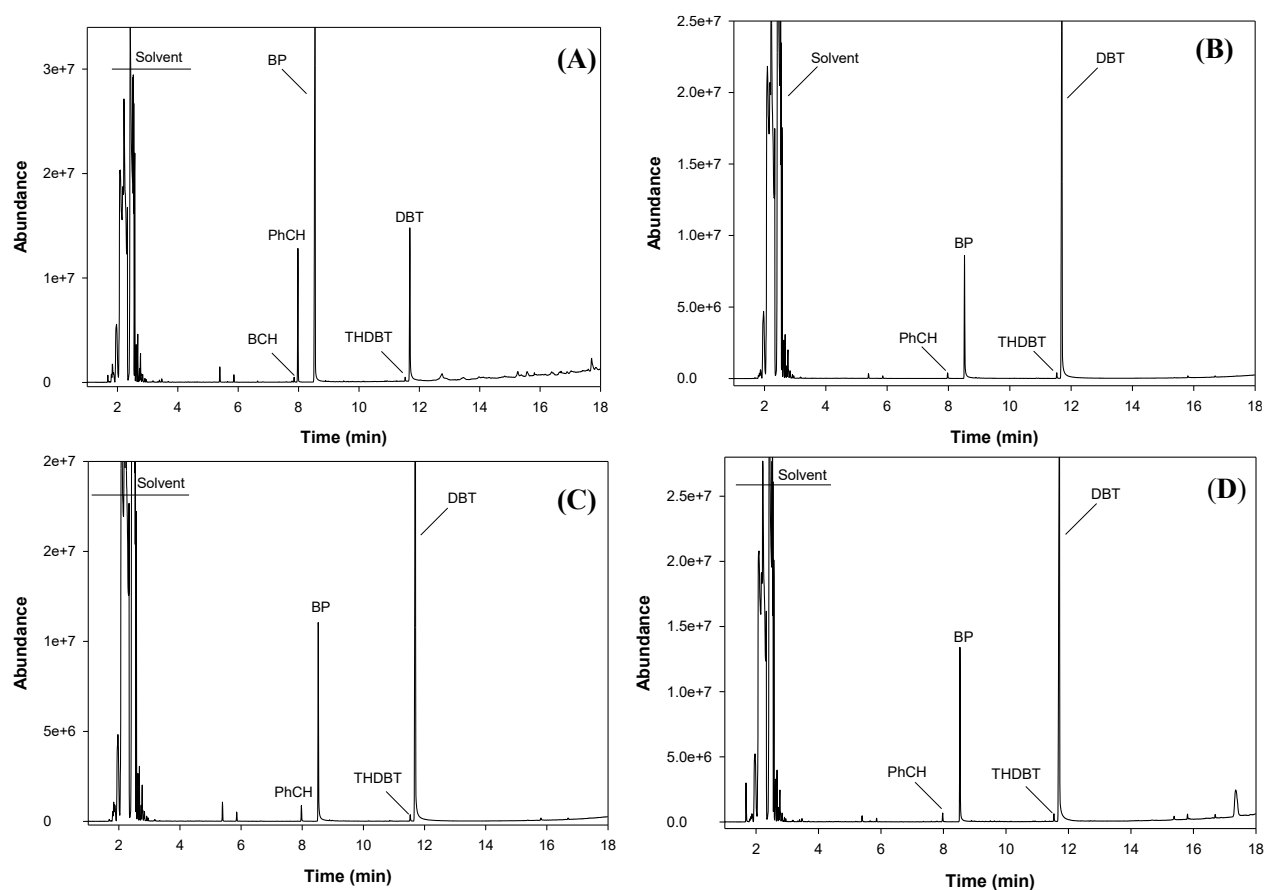 (A)
Solvent
BP
PhCH
DBT
BCH
THDBT
Abundance
3e+7
2e+7
1e+7
0
2 4 6 8 10 12 14 16 18
Time (min)
(B)
Solvent
DBT
BP
PhCH
THDBT
Abundance
2.5e+7
2.0e+7
1.5e+7
1.0e+7
5.0e+6
0.0
2 4 6 8 10 12 14 16 18
Time (min)
(C)
Solvent
DBT
BP
PhCH
THDBT
Abundance
2e+7
2e+7
1e+7
5e+6
0
2 4 6 8 10 12 14 16 18
Time (min)
(D)
Solvent
DBT
BP
PhCH
THDBT
Abundance
2.5e+7
2.0e+7
1.5e+7
1.0e+7
5.0e+6
0.0
2 4 6 8 10 12 14 16 18
Time (min)